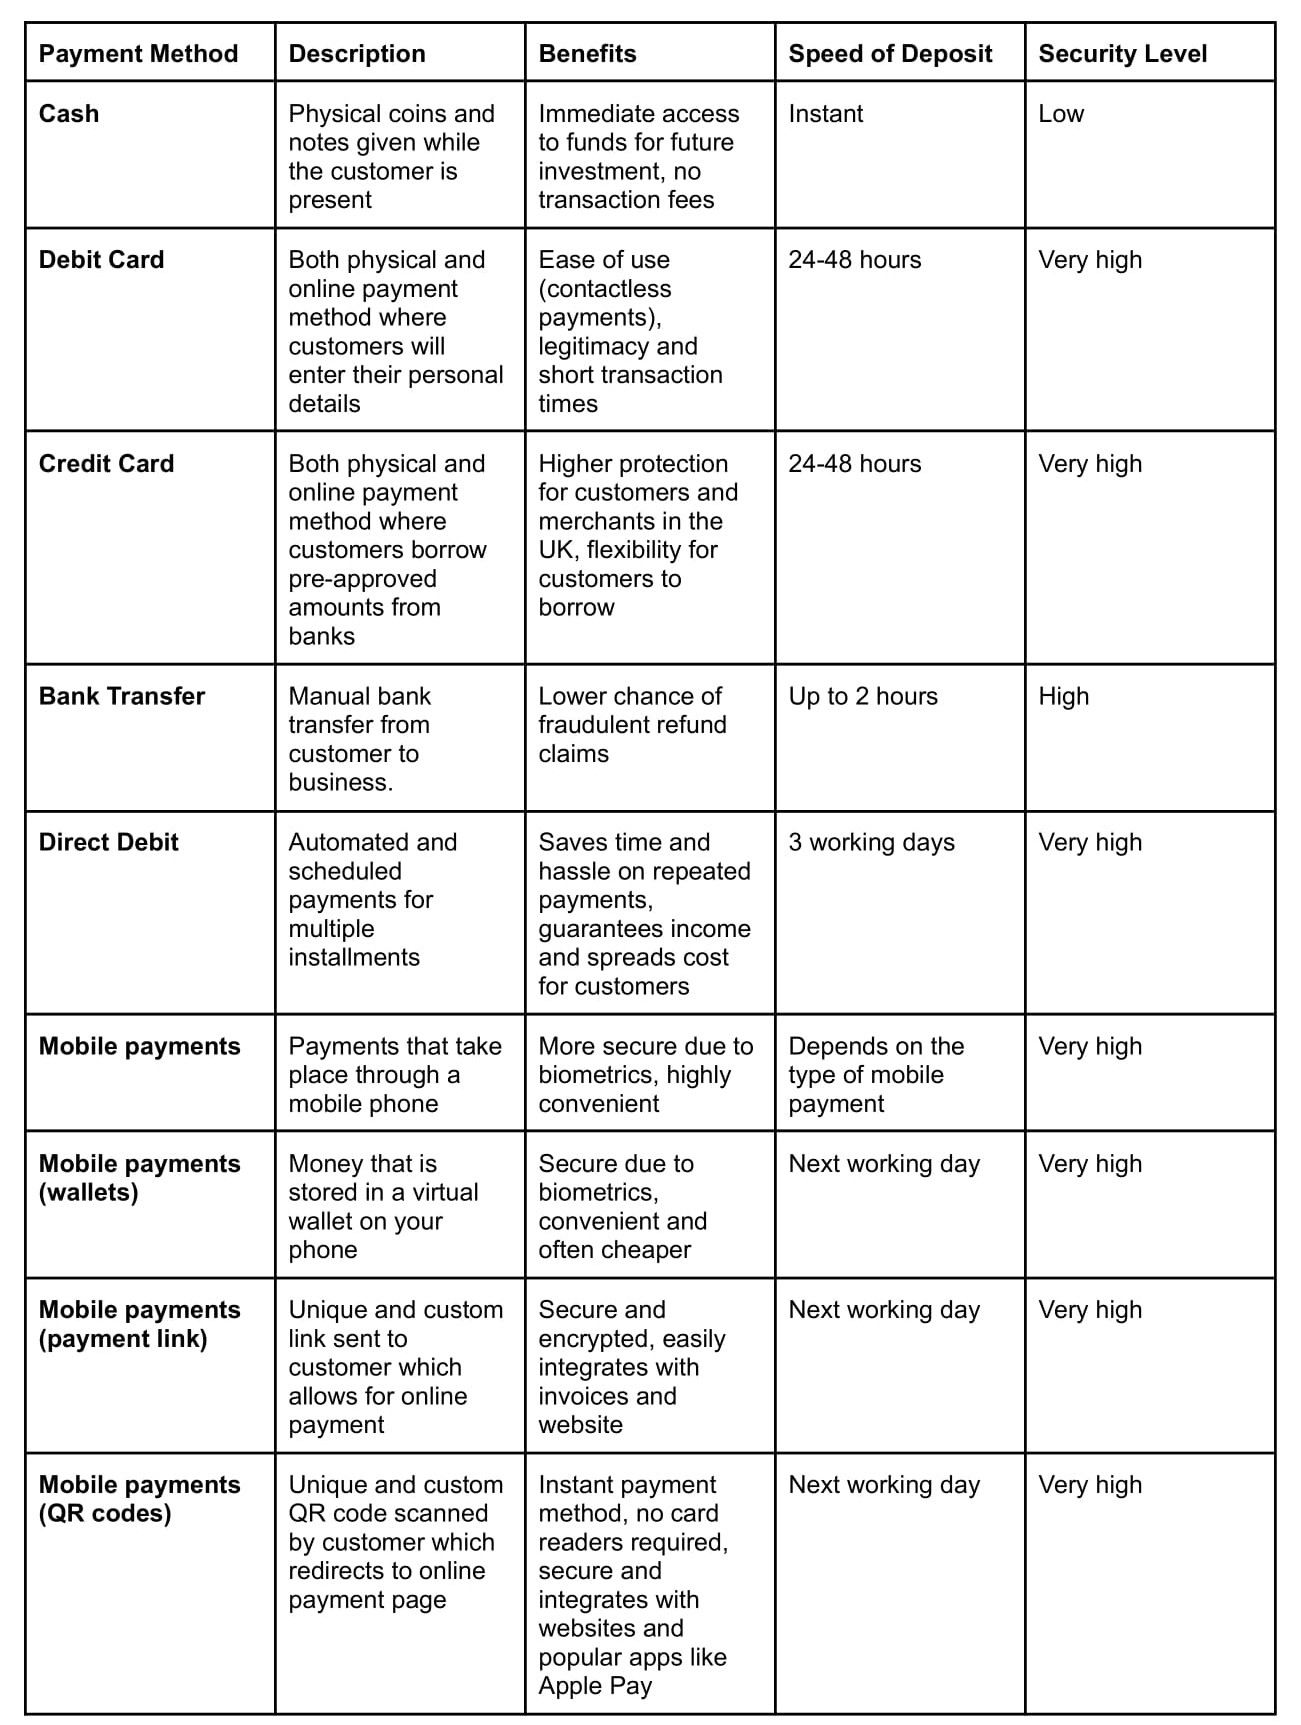 Payment Method
Description
Benefits
Speed of Deposit
Security Level
Cash
Physical coins and
notes given while
the customer is
present
Immediate access
to funds for future
investment, no
transaction fees
Instant
Low
Debit Card
Both physical and
online payment
method where
customers will
enter their personal
details
Ease of use
(contactless
payments),
legitimacy and
short transaction
times
24-48 hours
Very high
Credit Card
Both physical and
online payment
method where
customers borrow
pre-approved
amounts from
banks
Higher protection
for customers and
merchants in the
UK, flexibility for
customers to
borrow
24-48 hours
Very high
Bank Transfer
Manual bank
transfer from
customer to
business.
Lower chance of
fraudulent refund
claims
Up to 2 hours
High
Direct Debit
Automated and
scheduled
payments for
multiple
installments
Saves time and
hassle on repeated
payments,
guarantees income
and spreads cost
for customers
3 working days
Very high
Mobile payments
Payments that take
place through a
mobile phone
More secure due to
biometrics, highly
convenient
Depends on the
type of mobile
payment
Very high
Mobile payments
(wallets)
Money that is
stored in a virtual
wallet on your
phone
Secure due to
biometrics,
convenient and
often cheaper
Next working day
Very high
Mobile payments
(payment link)
Unique and custom
link sent to
customer which
allows for online
payment
Secure and
encrypted, easily
integrates with
invoices and
website
Next working day
Very high
Mobile payments
(QR codes)
Unique and custom
QR code scanned
by customer which
redirects to online
payment page
Instant payment
method, no card
readers required,
secure and
integrates with
websites and
popular apps like
Apple Pay
Next working day
Very high